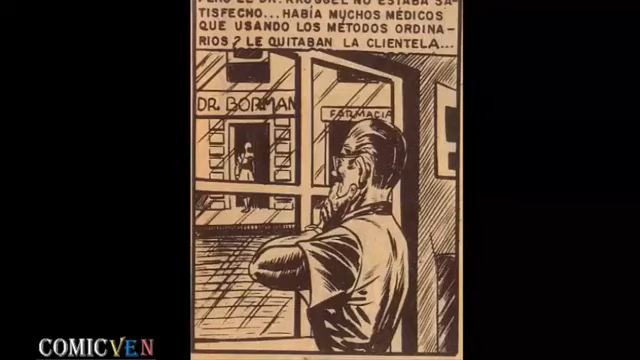 PERO EL DR. KRUGGEL NO ESTABA SA-
TISFECHO... HABÍA MUCHOS MÉDICOS
QUE USANDO LOS MÉTODOS ORDINA-
RIOS? LE QUITABAN LA CLIENTELA...
DR. BORMAN
FARMACIA
COMICVEN